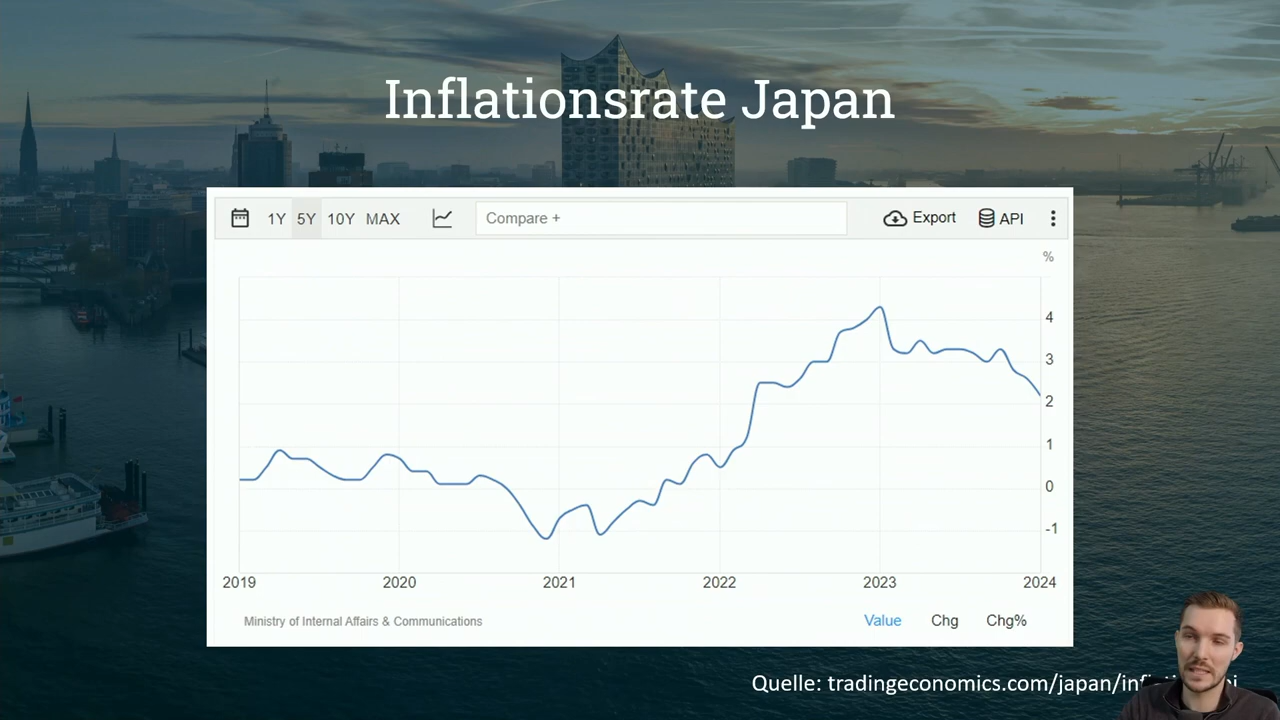 Inflationsrate Japan
1Y 5Y 10Y MAX Compare + Export API
%
4
3
2
1
0
-1
2019 2020 2021 2022 2023 2024
Ministry of Internal Affairs & Communications Value Chg Chg%
Quelle: tradingeconomics.com/japan/